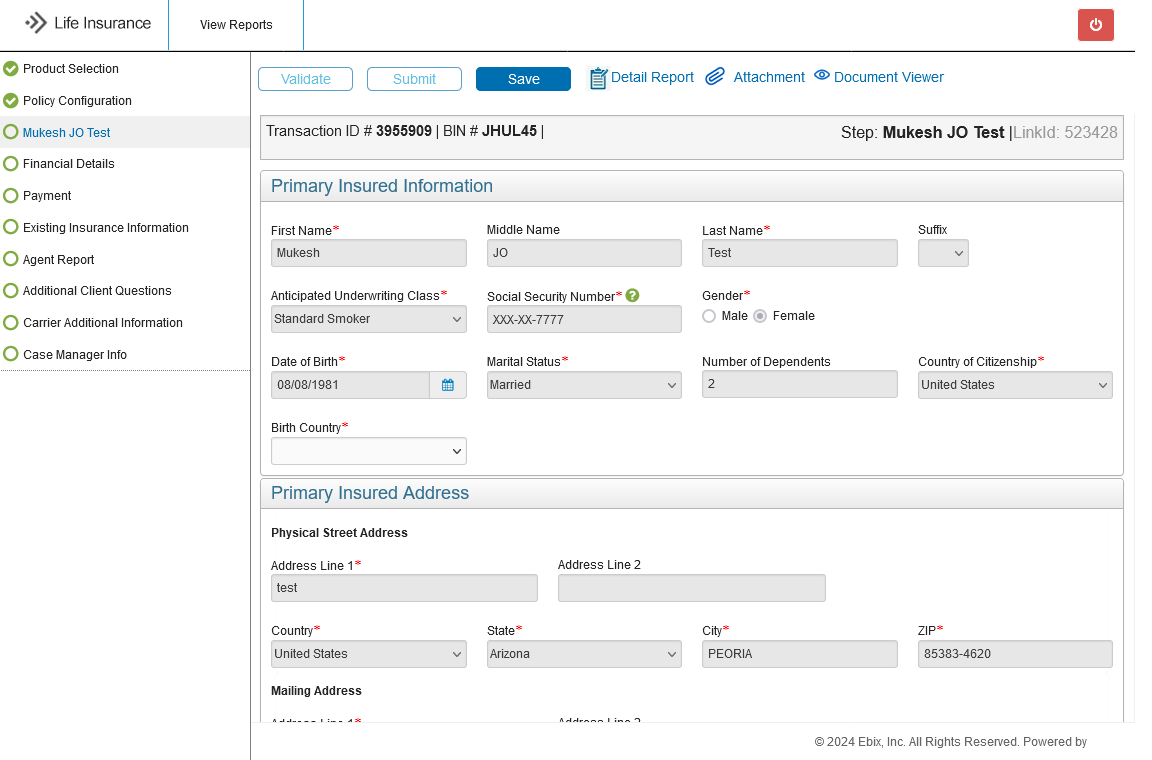 Life Insurance
View Reports
Product Selection
Policy Configuration
Mukesh JO Test
Financial Details
Payment
Existing Insurance Information
Agent Report
Additional Client Questions
Carrier Additional Information
Case Manager Info
Validate Submit Save Detail Report Attachment Document Viewer
Transaction ID # 3955909 | BIN # JHUL45 | Step: Mukesh JO Test |LinkId: 523428
Primary Insured Information
First Name* Middle Name Last Name* Suffix
Mukesh JO Test
Anticipated Underwriting Class* Social Security Number* ? Gender*
Standard Smoker XXX-XX-7777 Male Female
Date of Birth* Marital Status* Number of Dependents Country of Citizenship*
08/08/1981 Married 2 United States
Birth Country*
Primary Insured Address
Physical Street Address
Address Line 1* Address Line 2
test
Country* State* City* ZIP*
United States Arizona PEORIA 85383-4620
Mailing Address
Address Line 1* Address Line 2
© 2024 Ebix, Inc. All Rights Reserved. Powered by